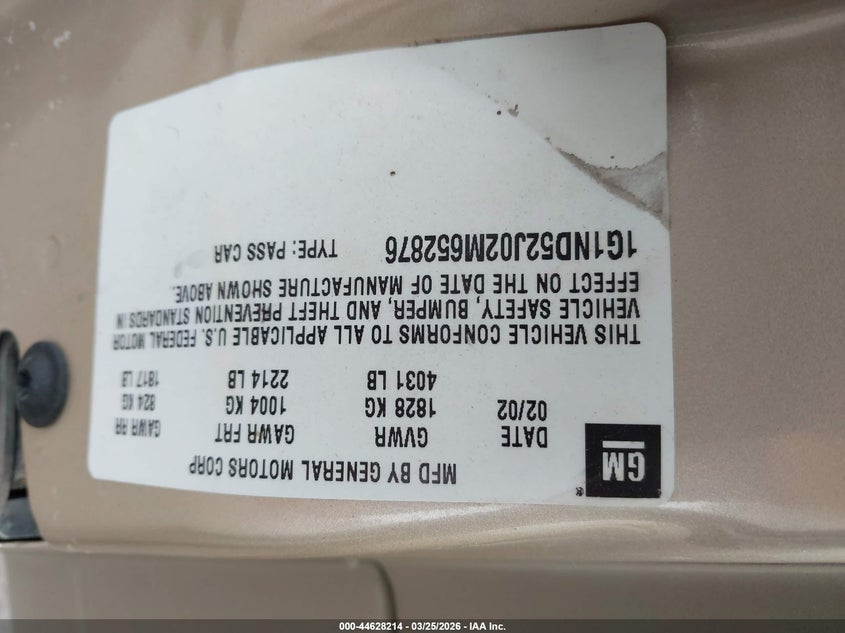 GM
®
MFD BY GENERAL MOTORS CORP
DATE GVWR GAWR FRT GAWR RR
02/02 1828 KG 1004 KG 824 KG
4031 LB 2214 LB 1817 LB
THIS VEHICLE CONFORMS TO ALL APPLICABLE U.S. FEDERAL MOTOR
VEHICLE SAFETY, BUMPER, AND THEFT PREVENTION STANDARDS IN
EFFECT ON THE DATE OF MANUFACTURE SHOWN ABOVE.
1G1ND52J02M652876 TYPE: PASS CAR
000-44628214 - 03/25/2026 - IAA Inc.